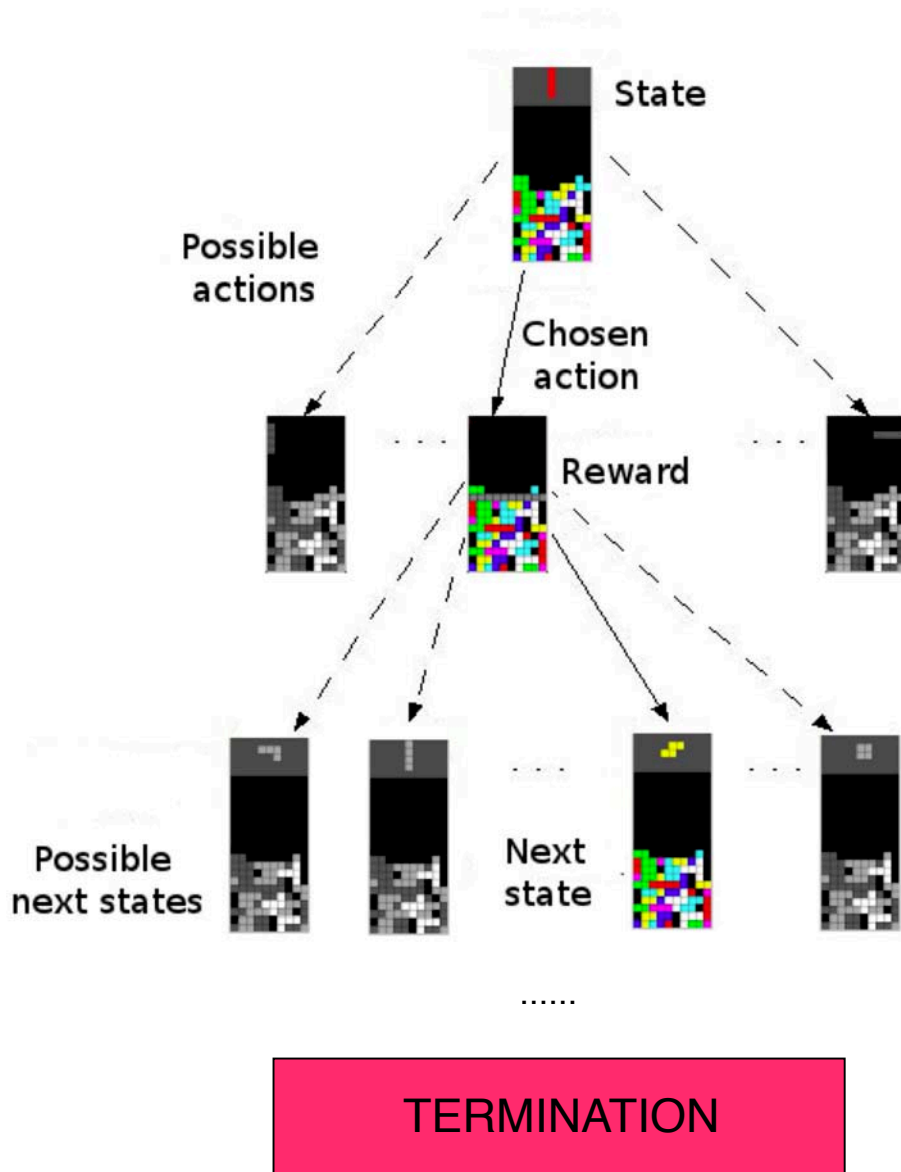 State
Possible
actions
Chosen
action
Reward
Possible
next states
Next
state
......
TERMINATION